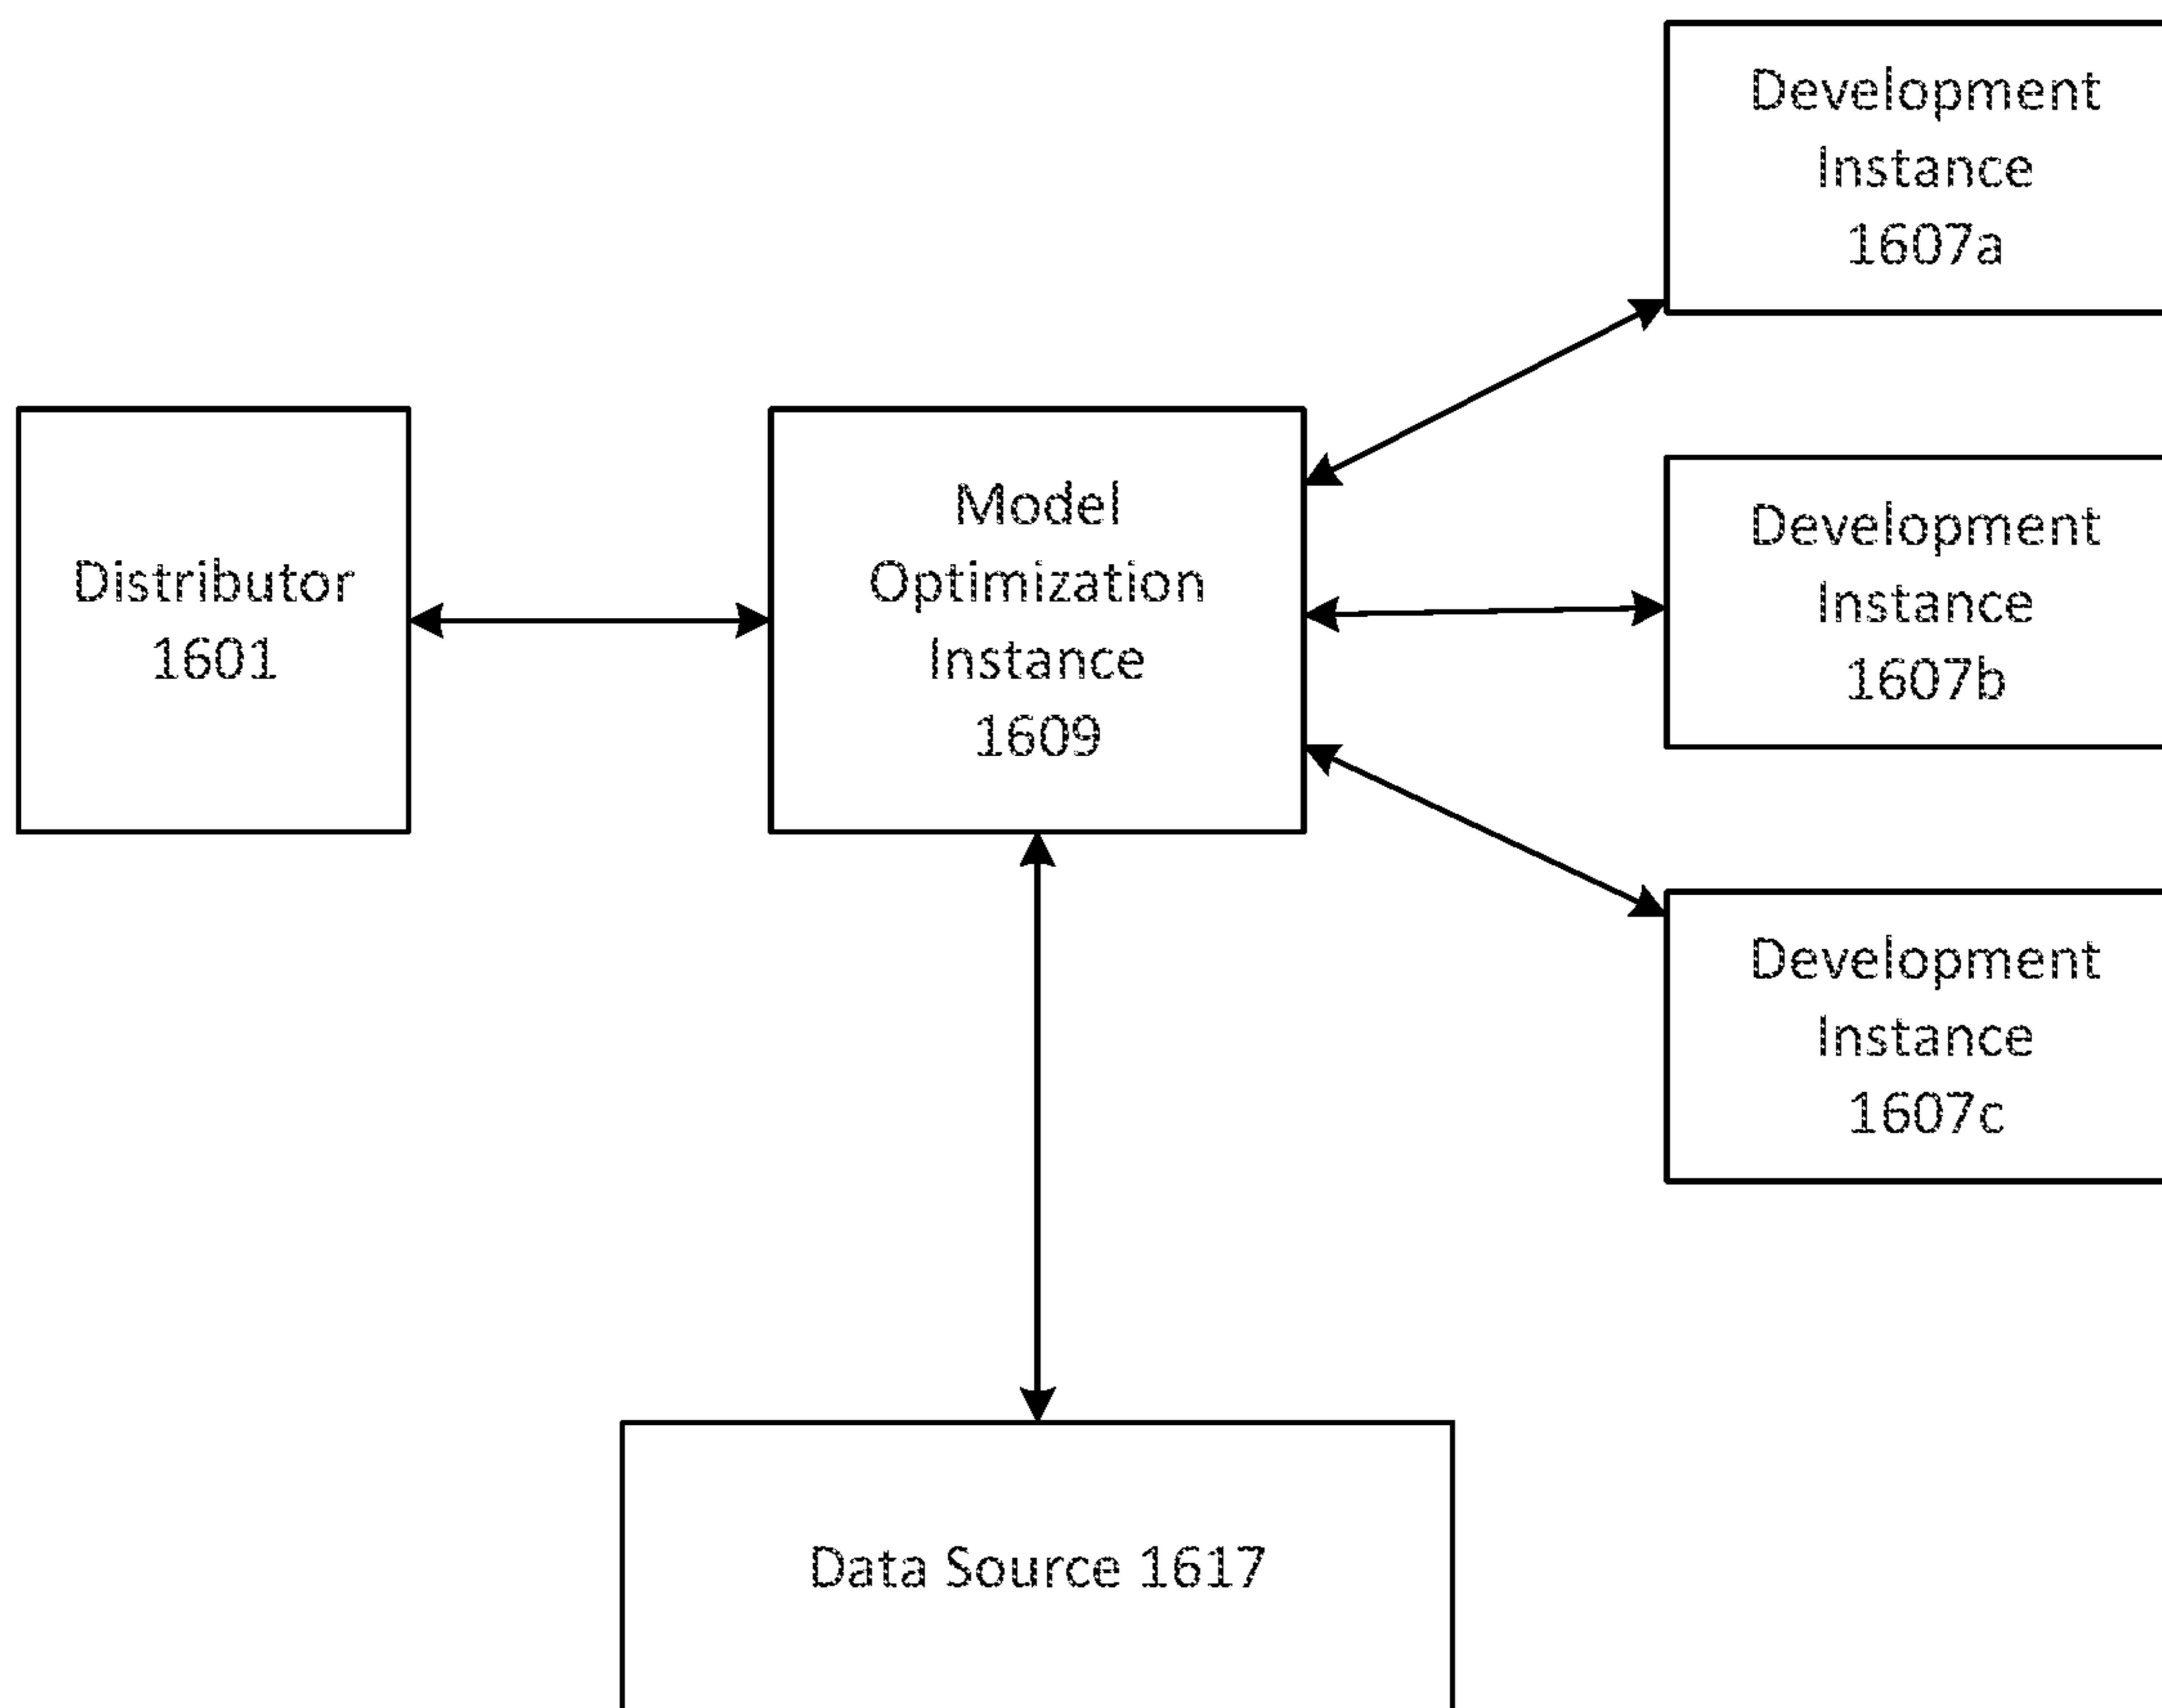 Development
Instance
1607a
Distributor
1601
Model
Optimization
Instance
1609
Development
Instance
1607b
Development
Instance
1607c
Data Source 1617